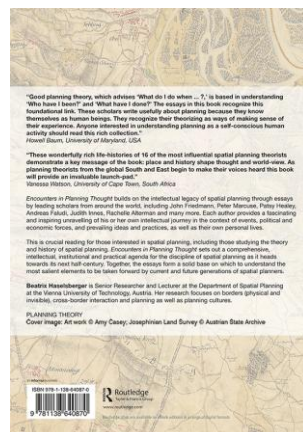 "Good planning theory, which advises 'What do I do when ... ?,' is based in understanding
'Who have I been?' and 'What have I done?' The essays in this book recognize this
foundational link. These scholars write usefully about planning because they know
themselves as human beings. They recognize their theorizing as ways of making sense of
their experience. Anyone interested in understanding planning as a self-conscious human
activity should read this rich collection."
Howell Baum, University of Maryland, USA
"These wonderfully rich life-histories of 16 of the most influential spatial planning theorists
demonstrate a key message of the book: place and history shape thought and world-view. As
planning theorists from the global South and East begin to make their voices heard this book
will provide an invaluable launch-pad."
Vanessa Watson, University of Cape Town, South Africa
Encounters in Planning Thought builds on the intellectual legacy of spatial planning through essays
by leading scholars from around the world, including John Friedmann, Peter Marcuse, Patsy Healey,
Andreas Faludi, Judith Innes, Rachelle Alterman and many more. Each author provides a fascinating
and inspiring unravelling of his or her own intellectual journey in the context of events, political and
economic forces, and prevailing ideas and practices, as well as their own personal lives.
This is crucial reading for those interested in spatial planning, including those studying the theory
and history of spatial planning. Encounters in Planning Thought sets out a comprehensive,
intellectual, institutional and practical agenda for the discipline of spatial planning as it heads
towards its next half-century. Together, the essays form a solid base on which to understand the
most salient elements to be taken forward by current and future generations of spatial planners.
Beatrix Haselsberger is Senior Researcher and Lecturer at the Department of Spatial Planning
at the Vienna University of Technology, Austria. Her research focuses on borders (physical and
invisible), cross-border interaction and planning as well as planning cultures.
PLANNING THEORY
Cover image: Art work © Amy Casey; Josephinian Land Survey © Austrian State Archive
ISBN 978-1-138-64087-0
9 781138 640870
Routledge
Taylor & Francis Group